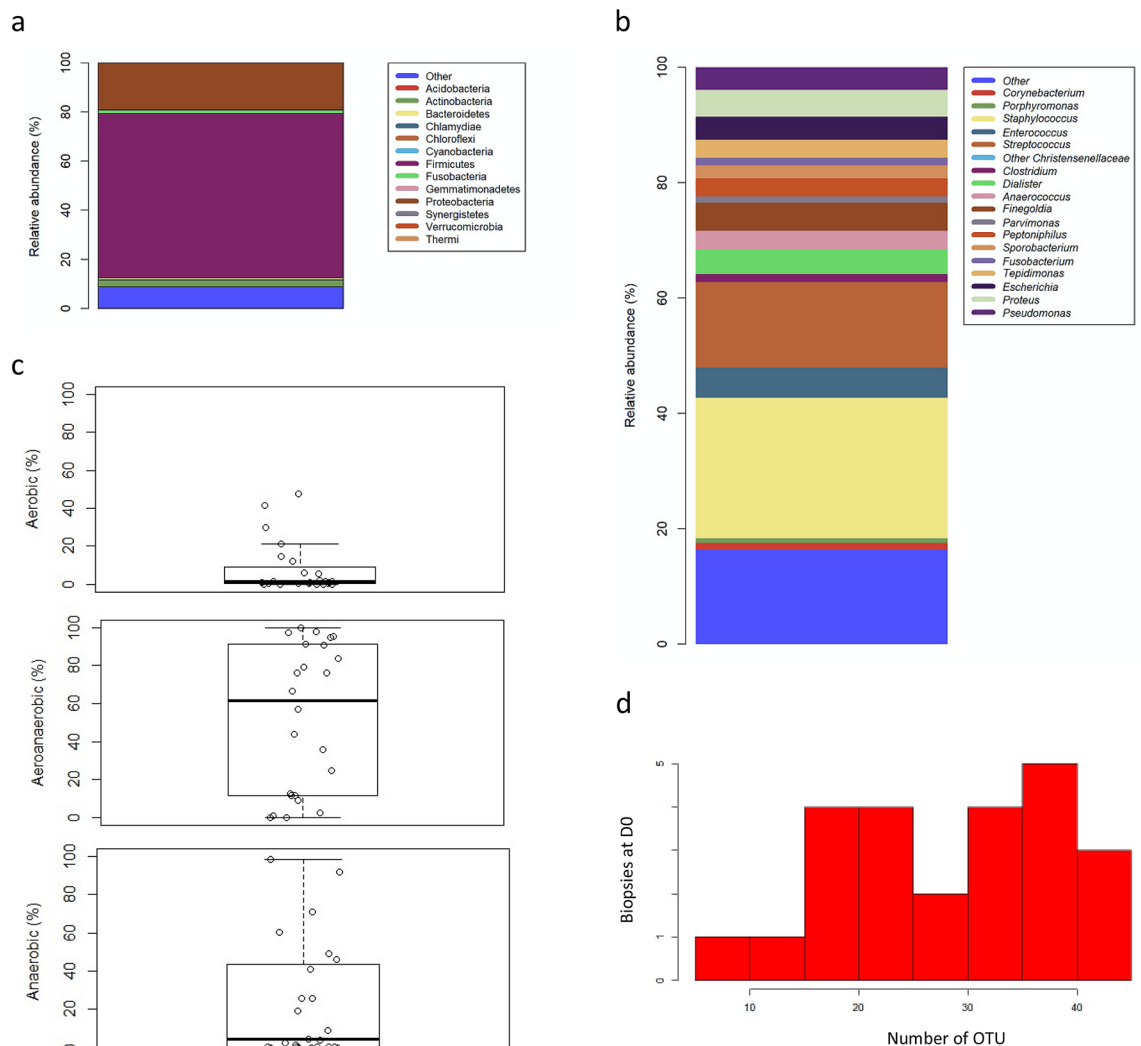 a
Relative abundance (%)
100
80
60
40
20
0
Other
Acidobacteria
Actinobacteria
Bacteroidetes
Chlamydiae
Chloroflexi
Cyanobacteria
Firmicutes
Fusobacteria
Gemmatimonadetes
Proteobacteria
Synergistetes
Verrucomicrobia
Thermi
b
Relative abundance (%)
100
80
60
40
20
0
Other
Corynebacterium
Porphyromonas
Staphylococcus
Enterococcus
Streptococcus
Other Christensenellaceae
Clostridium
Dialister
Anaerococcus
Finegoldia
Parvimonas
Peptoniphilus
Sporobacterium
Fusobacterium
Tepidimonas
Escherichia
Proteus
Pseudomonas
c
Aerobic (%)
100
80
60
40
20
0
Aeroanaerobic (%)
100
80
60
40
20
0
Anaerobic (%)
100
80
60
40
20
d
Biopsies at D0
5
1
0
10 20 30 40
Number of OTU